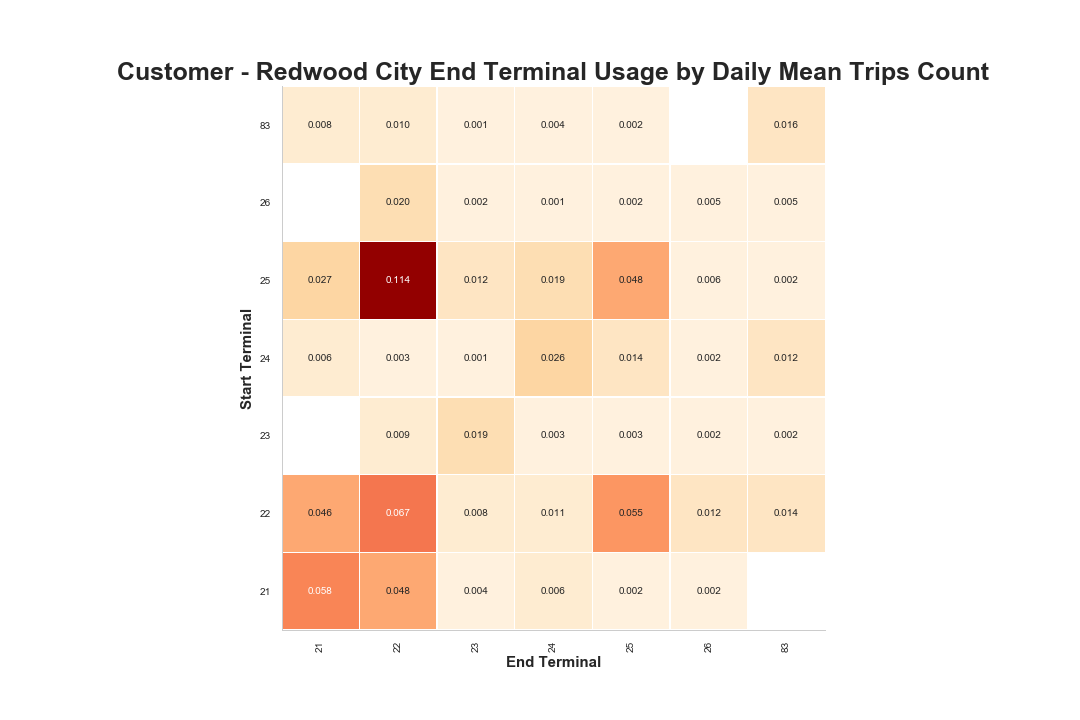 Customer - Redwood City End Terminal Usage by Daily Mean Trips Count
83 0.008 0.010 0.001 0.004 0.002 0.016
26 0.020 0.002 0.001 0.002 0.005 0.005
25 0.027 0.114 0.012 0.019 0.048 0.006 0.002
24 0.006 0.003 0.001 0.026 0.014 0.002 0.012
23 0.009 0.019 0.003 0.003 0.002 0.002
22 0.046 0.067 0.008 0.011 0.055 0.012 0.014
21 0.058 0.048 0.004 0.006 0.002 0.002
Start Terminal
21 22 23 24 25 26 83
End Terminal